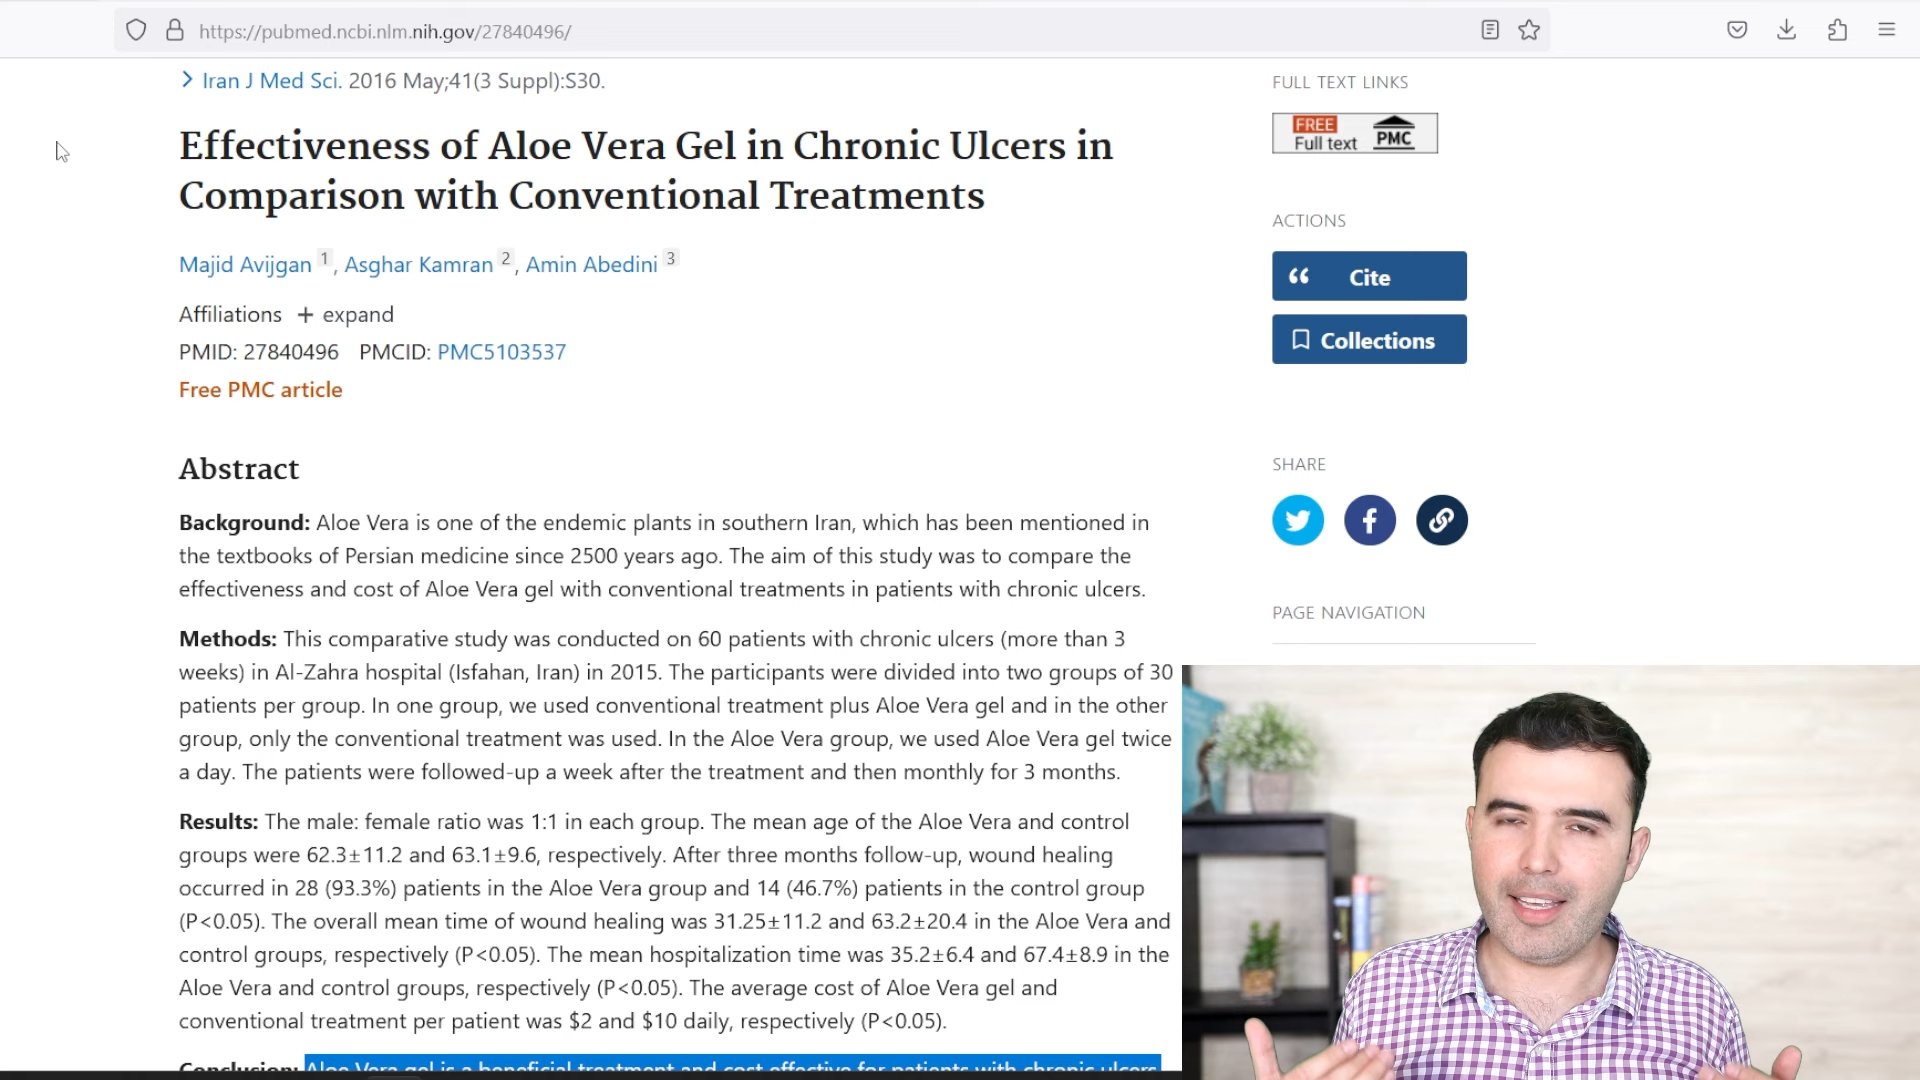 https://pubmed.ncbi.nlm.nih.gov/27840496/
Iran J Med Sci. 2016 May;41(3 Suppl):S30.
Effectiveness of Aloe Vera Gel in Chronic Ulcers in
Comparison with Conventional Treatments
Majid Avijgan 1, Asghar Kamran 2, Amin Abedini 3
Affiliations + expand
PMID: 27840496 PMCID: PMC5103537
Free PMC article
Abstract
Background: Aloe Vera is one of the endemic plants in southern Iran, which has been mentioned in
the textbooks of Persian medicine since 2500 years ago. The aim of this study was to compare the
effectiveness and cost of Aloe Vera gel with conventional treatments in patients with chronic ulcers.
Methods: This comparative study was conducted on 60 patients with chronic ulcers (more than 3
weeks) in Al-Zahra hospital (Isfahan, Iran) in 2015. The participants were divided into two groups of 30
patients per group. In one group, we used conventional treatment plus Aloe Vera gel and in the other
group, only the conventional treatment was used. In the Aloe Vera group, we used Aloe Vera gel twice
a day. The patients were followed-up a week after the treatment and then monthly for 3 months.
Results: The male: female ratio was 1:1 in each group. The mean age of the Aloe Vera and control
groups were 62.3±11.2 and 63.1±9.6, respectively. After three months follow-up, wound healing
occurred in 28 (93.3%) patients in the Aloe Vera group and 14 (46.7%) patients in the control group
(P<0.05). The overall mean time of wound healing was 31.25±11.2 and 63.2±20.4 in the Aloe Vera and
control groups, respectively (P<0.05). The mean hospitalization time was 35.2±6.4 and 67.4±8.9 in the
Aloe Vera and control groups, respectively (P<0.05). The average cost of Aloe Vera gel and
conventional treatment per patient was $2 and $10 daily, respectively (P<0.05).
Conclusion: Aloe Vera gel is a beneficial treatment and cost effective for patients with chronic ulcers
FULL TEXT LINKS
FREE
Full text PMC
ACTIONS
Cite
Collections
SHARE
PAGE NAVIGATION